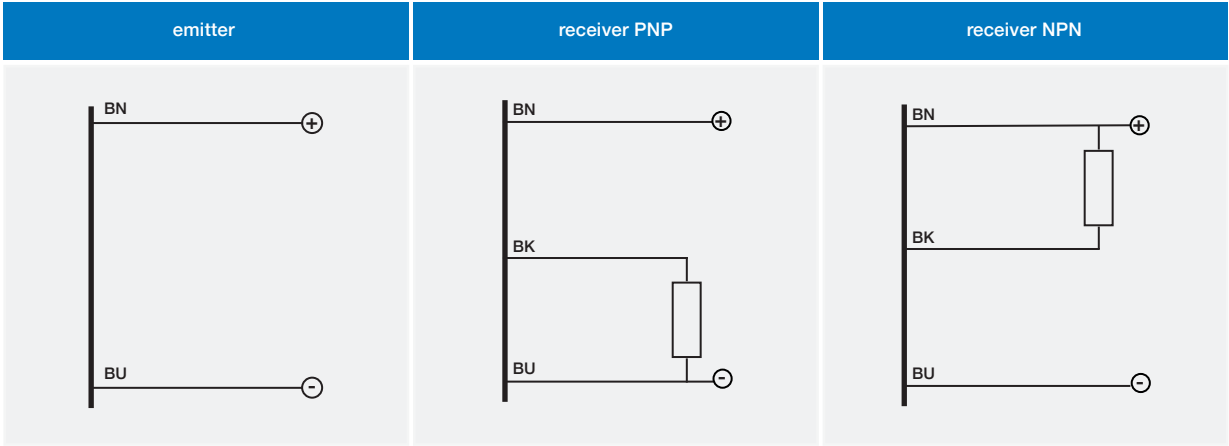 emitter
receiver PNP
receiver NPN
BN
+
BU
-
BN
+
BK
BU
-
BN
+
BK
BU
-